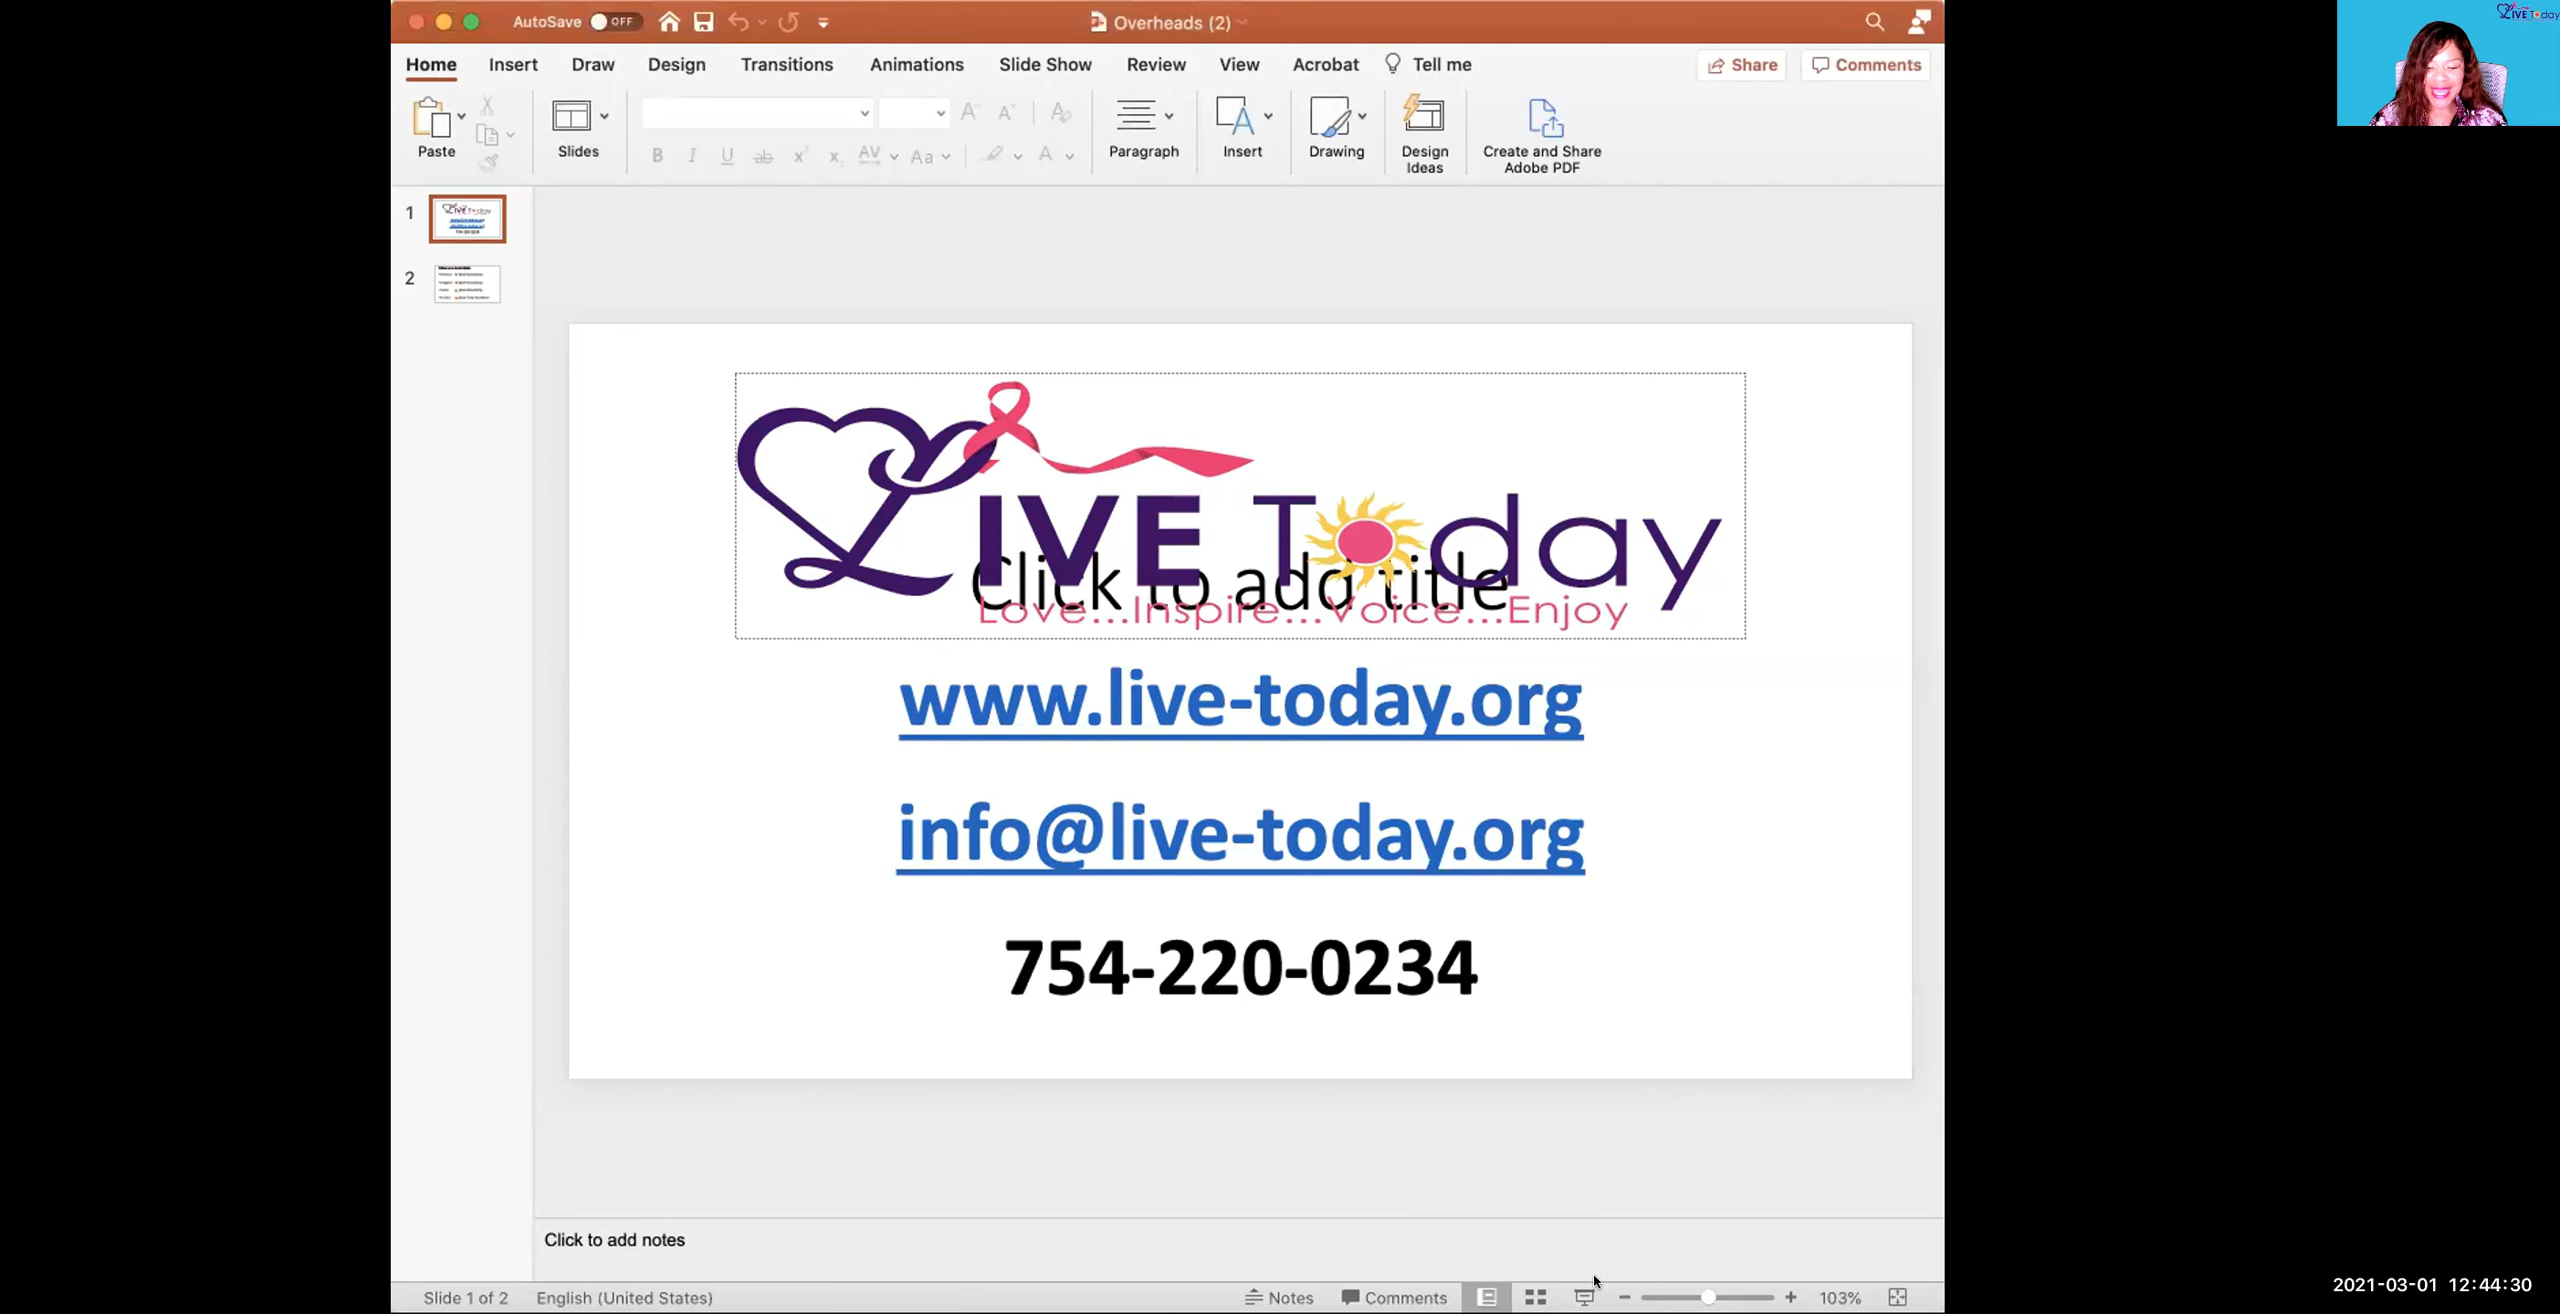 AutoSave OFF
Overheads (2)
Home Insert Draw Design Transitions Animations Slide Show Review View Acrobat Tell me Share Comments
Paste Slides Paragraph Insert Drawing Design Ideas Create and Share Adobe PDF
1
2
LIVE Today
Click to add title
Love...Inspire...Voice...Enjoy
www.live-today.org
info@live-today.org
754-220-0234
Click to add notes
Slide 1 of 2 English (United States) Notes Comments 103%
LIVE Today
2021-03-01 12:44:30